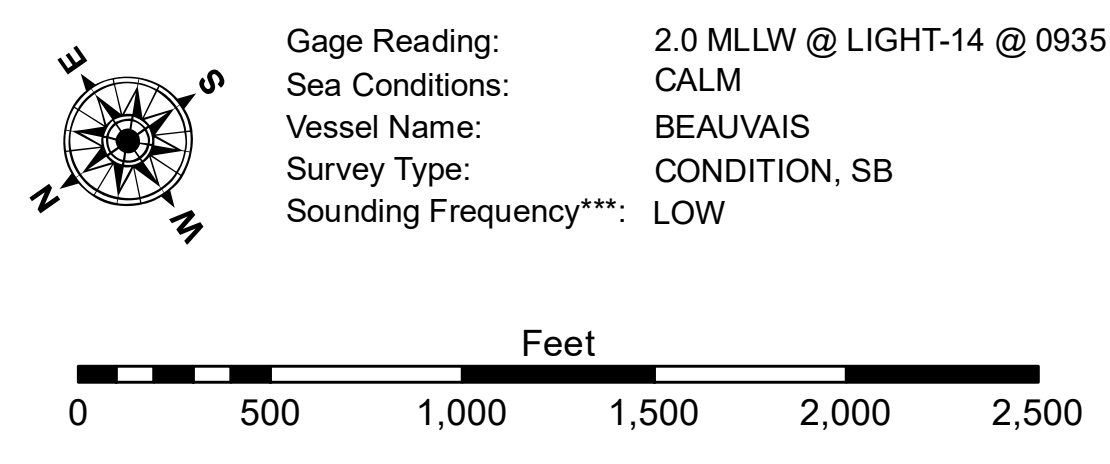 E
S
N
W
Gage Reading: 2.0 MLLW @ LIGHT-14 @ 0935
Sea Conditions: CALM
Vessel Name: BEAUVAIS
Survey Type: CONDITION, SB
Sounding Frequency***: LOW
Feet
0 500 1,000 1,500 2,000 2,500